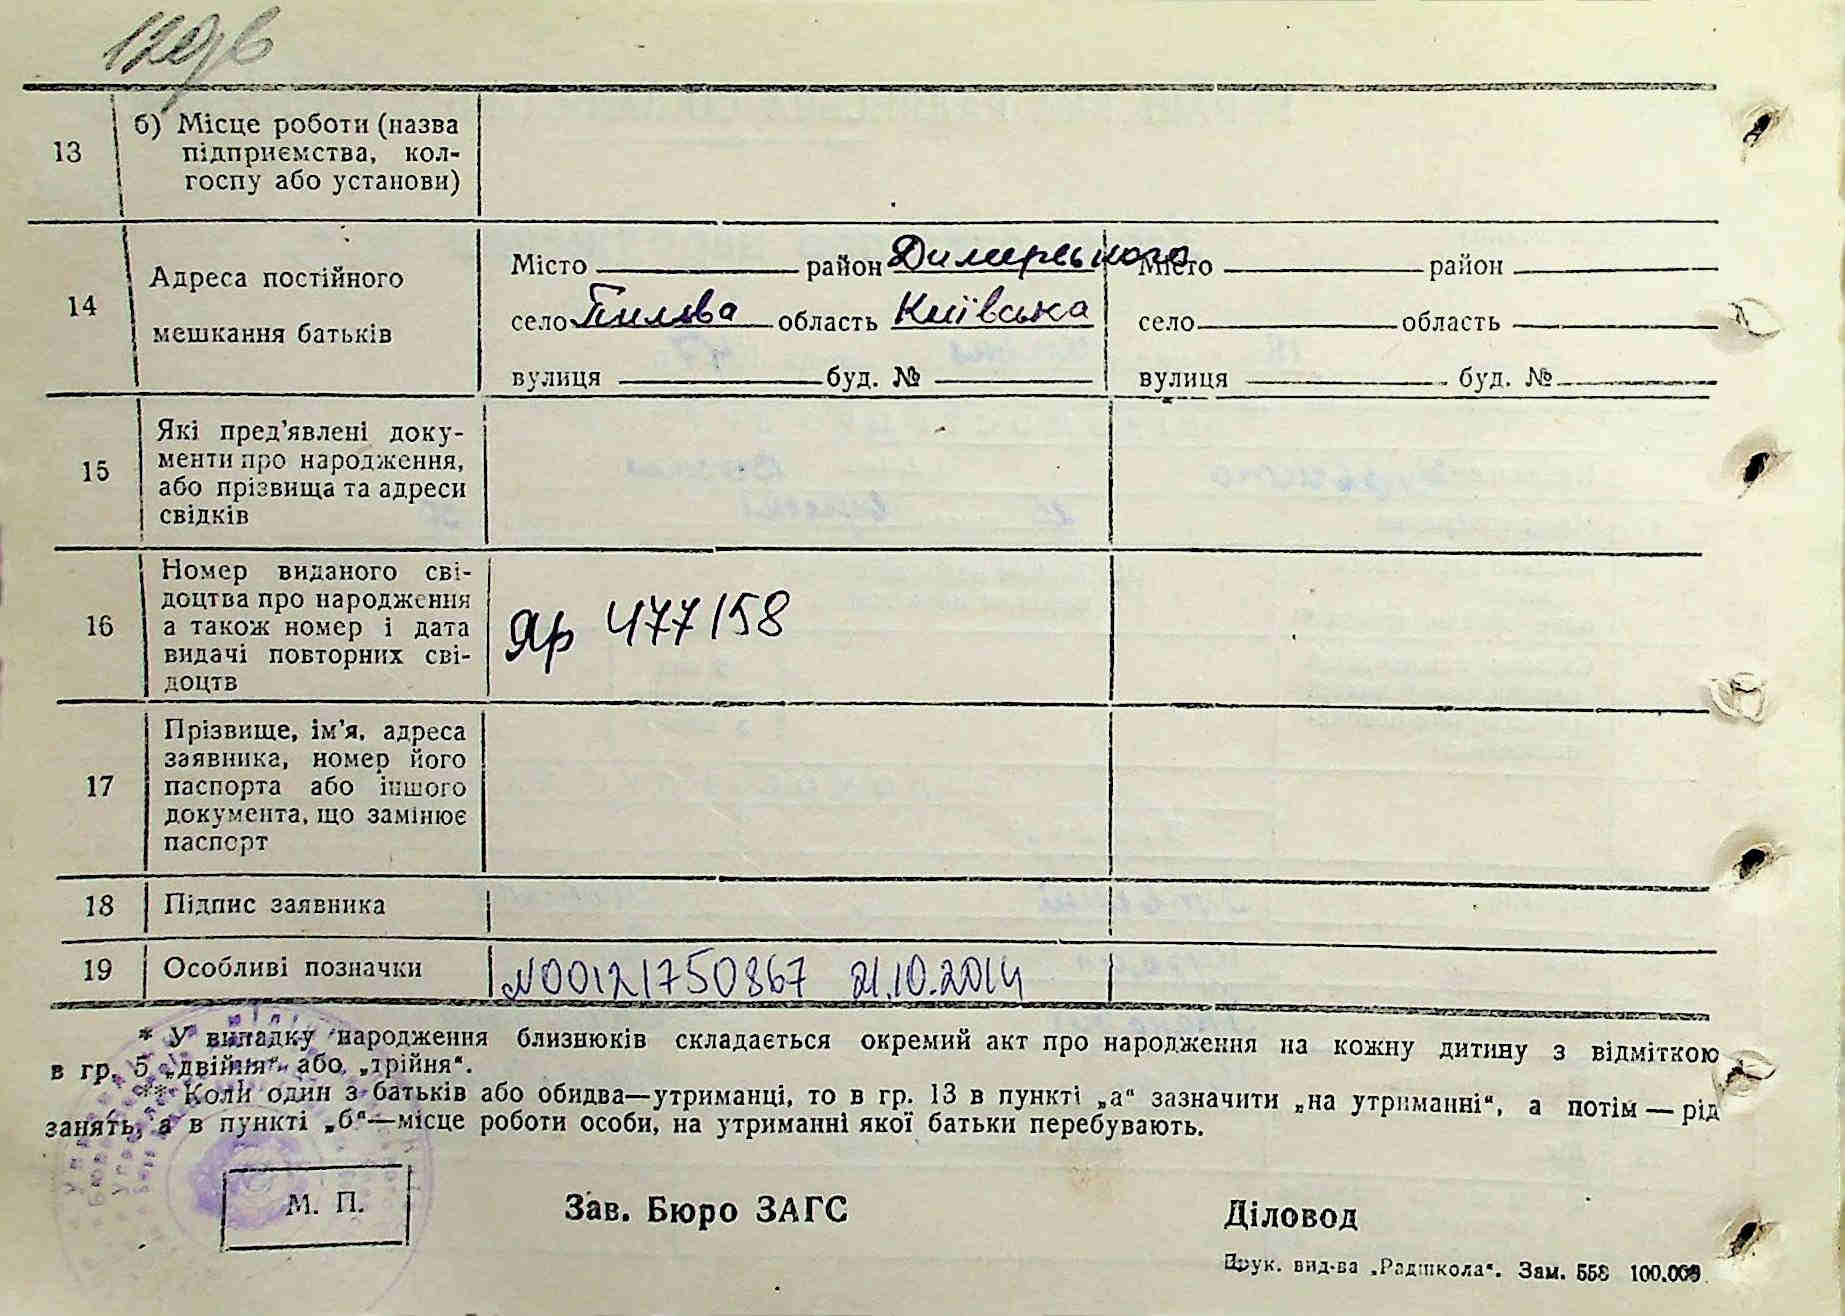 129в
13
б) Місце роботи (назва
підприємства, кол-
госпу або установи)
14
Адреса постійного
мешкання батьків
Місто район Димерського
село область Київська
вулиця буд. №
Місто район
село область
вулиця буд. №
15
Які пред’явлені доку-
менти про народження,
або прізвища та адреси
свідків
16
Номер виданого сві-
доцтва про народження
а також номер і дата
видачі повторних сві-
доцтв
Яр 477158
17
Прізвище, ім’я, адреса
заявника, номер його
паспорта або іншого
документа, що замінює
паспорт
18
Підпис заявника
19
Особливі позначки
N00121750867 21.10.2014
* У випадку народження близнюків складається окремий акт про народження на кожну дитину з відміткою
в гр. 5 „двійня“ або „трійня“.
** Коли один з батьків або обидва—утриманці, то в гр. 13 в пункті „а“ зазначити „на утриманні“, а потім — рід
занять, а в пункті „б“—місце роботи особи, на утриманні якої батьки перебувають.
М. П.
Зав. Бюро ЗАГС
Діловод
Друк. вид-ва „Радшкола“. Зам. 558 100.000